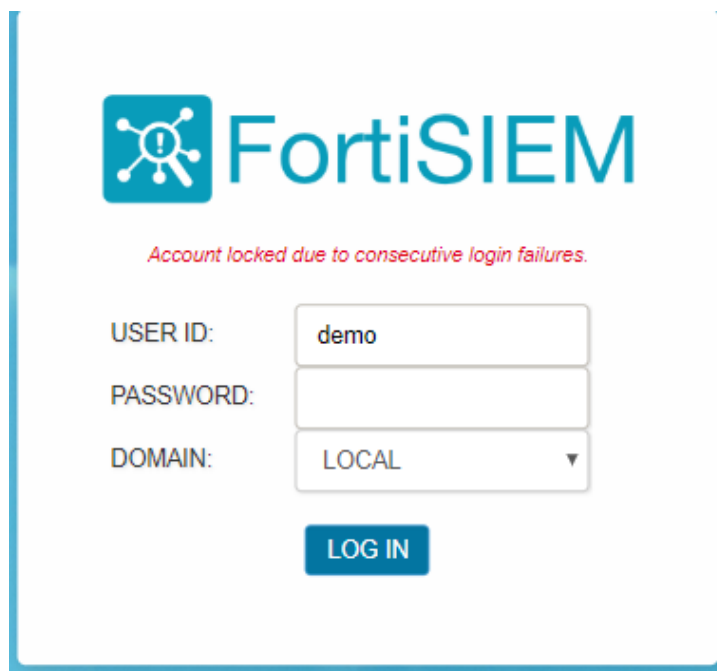 FortiSIEM
Account locked due to consecutive login failures.
USER ID: demo
PASSWORD:
DOMAIN: LOCAL
LOG IN